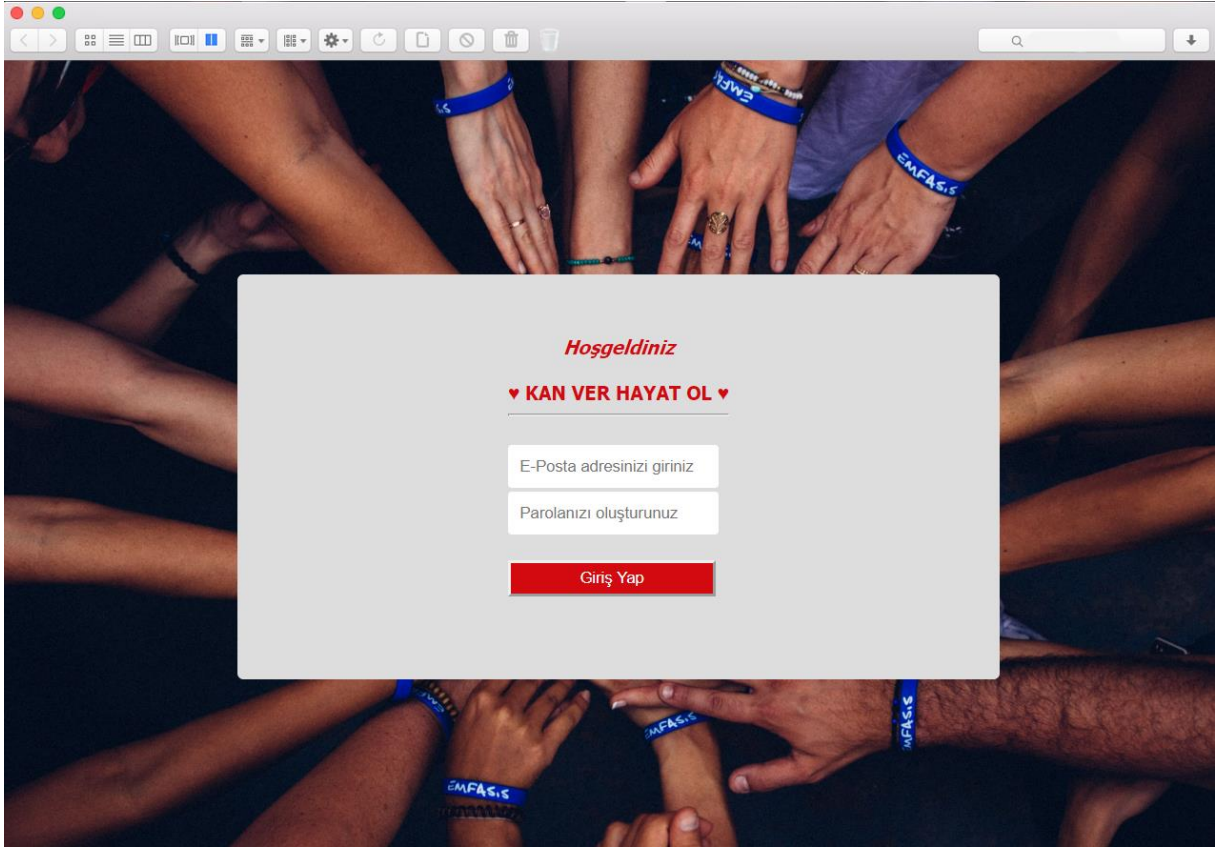 EMFASIS
EMFASIS
Hoşgeldiniz
♥ KAN VER HAYAT OL ♥
E-Posta adresinizi giriniz
Parolanızı oluşturunuz
Giriş Yap
EMFASIS
EMFASIS
EMFASIS